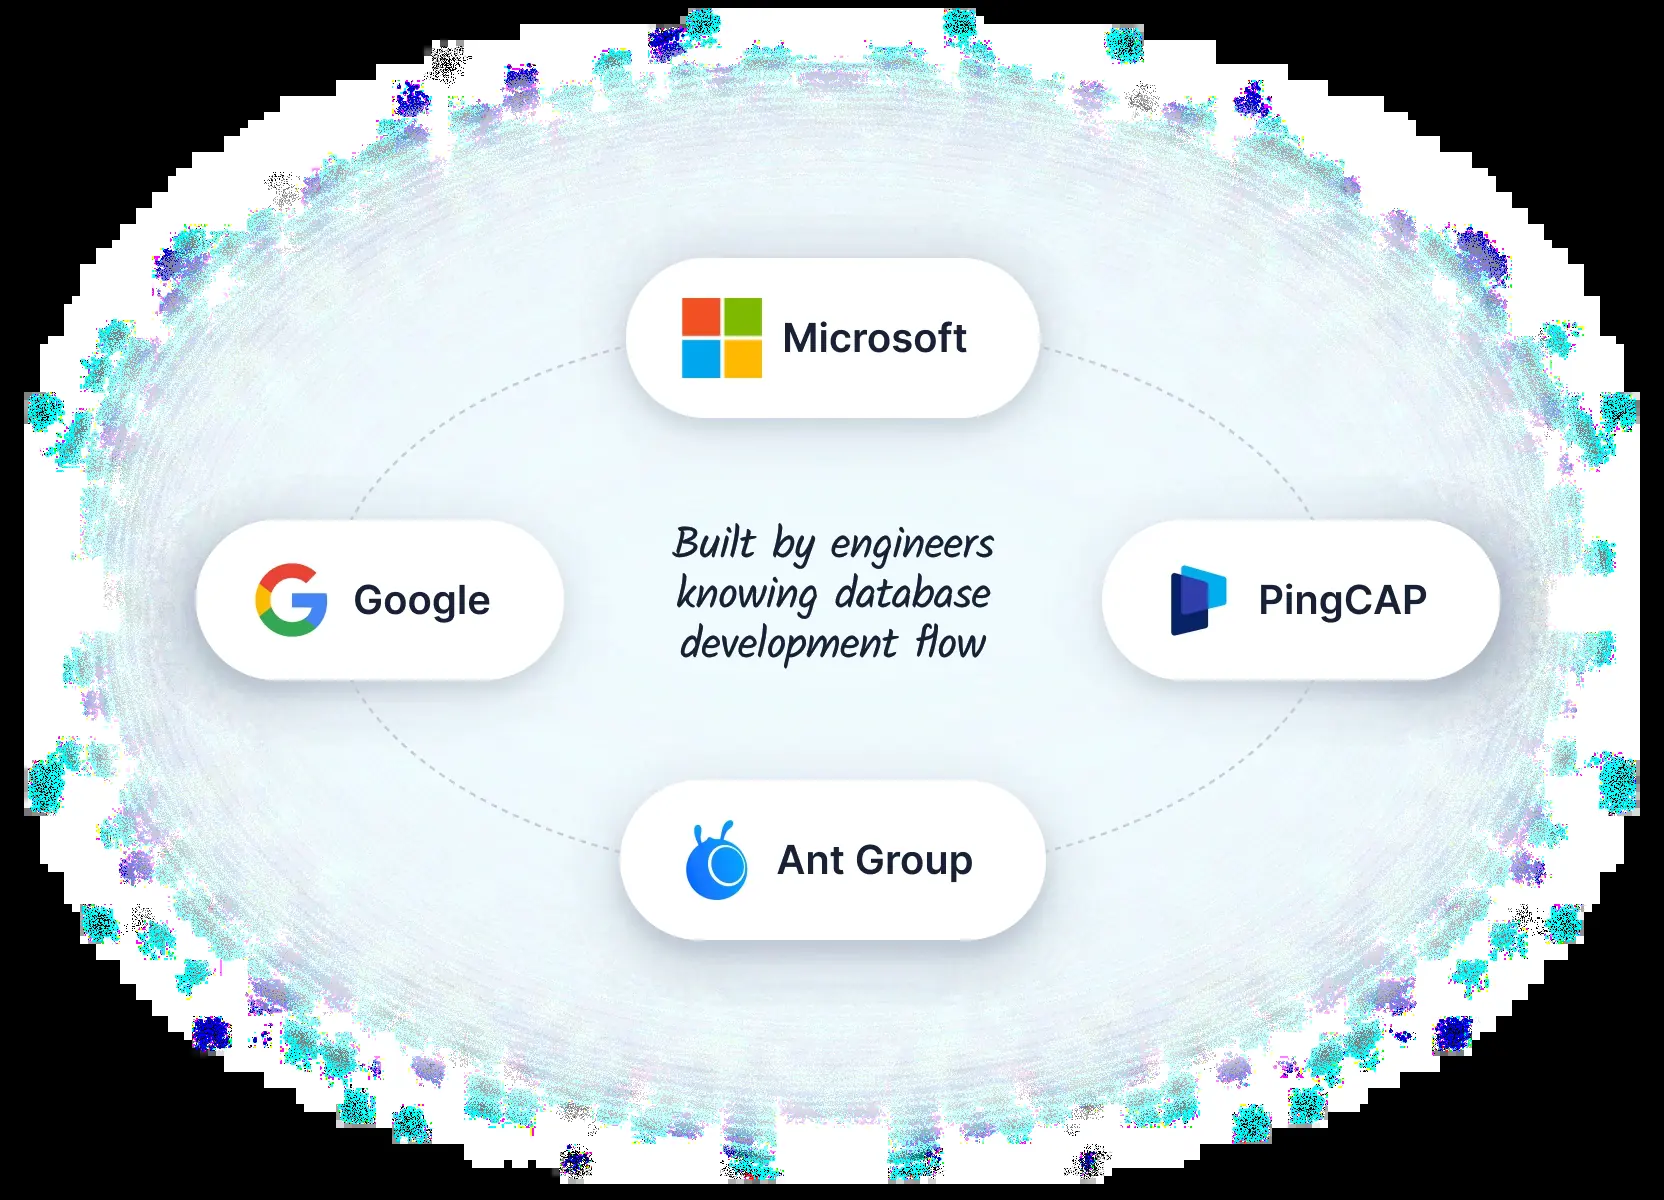 Microsoft
Google
Built by engineers
knowing database
development flow
PingCAP
Ant Group